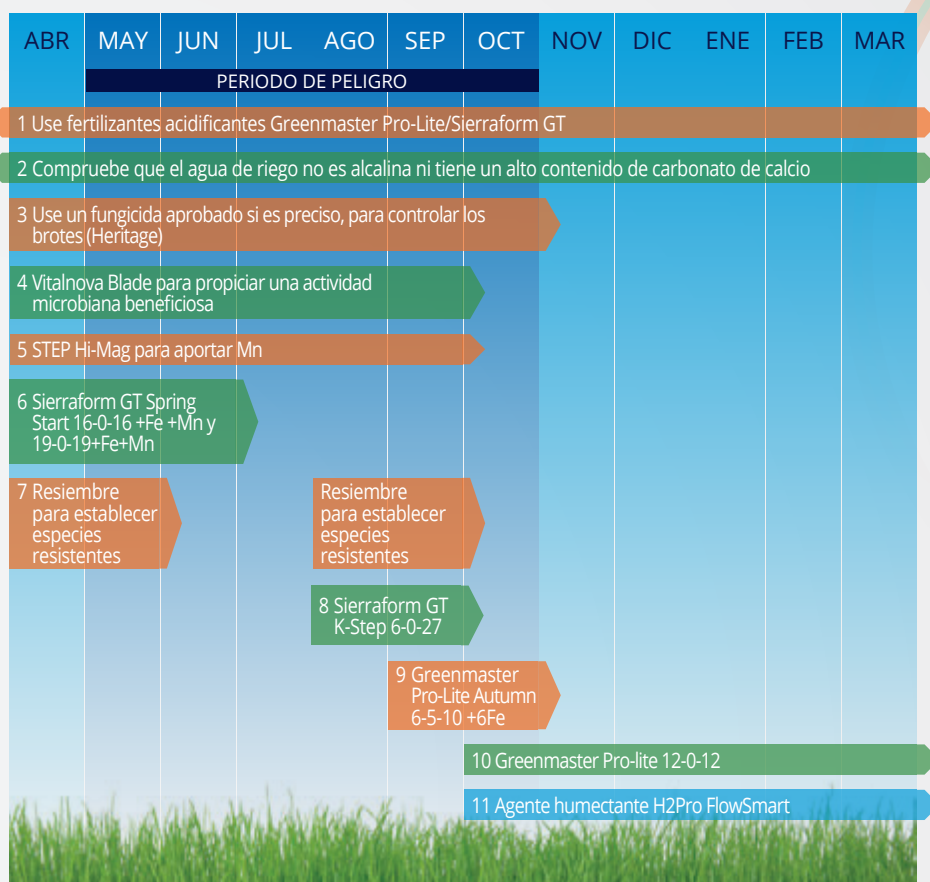 ABR MAY JUN JUL AGO SEP OCT NOV DIC ENE FEB MAR
PERIODO DE PELIGRO
1 Use fertilizantes acidificantes Greenmaster Pro-Lite/Sierraform GT
2 Compruebe que el agua de riego no es alcalina ni tiene un alto contenido de carbonato de calcio
3 Use un fungicida aprobado si es preciso, para controlar los
brotes (Heritage)
4 Vitalnova Blade para propiciar una actividad
microbiana beneficiosa
5 STEP Hi-Mag para aportar Mn
6 Sierraform GT Spring
Start 16-0-16 +Fe +Mn y
19-0-19+Fe+Mn
7 Resiembre
para establecer
especies
resistentes
Resiembre
para establecer
especies
resistentes
8 Sierraform GT
K-Step 6-0-27
9 Greenmaster
Pro-Lite Autumn
6-5-10 +6Fe
10 Greenmaster Pro-lite 12-0-12
11 Agente humectante H2Pro FlowSmart